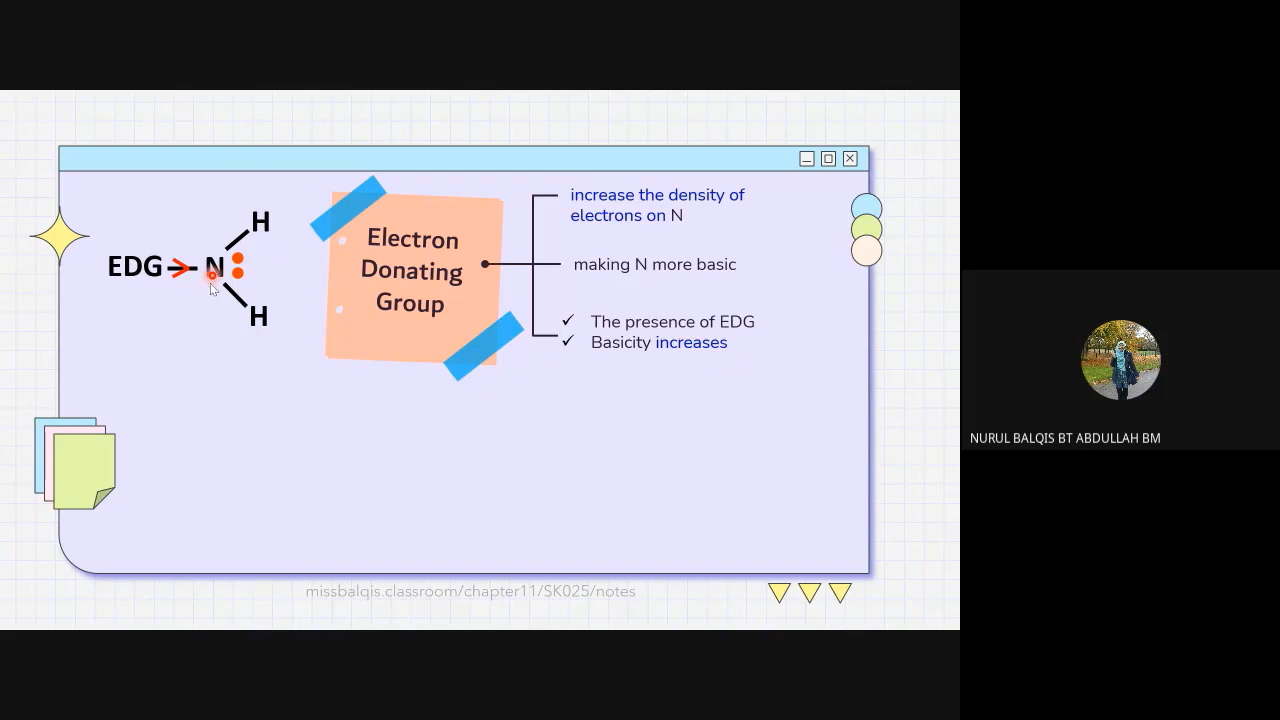 H
EDG N
H
Electron
Donating
Group
increase the density of
electrons on N
making N more basic
✓ The presence of EDG
✓ Basicity increases
missbalqis.classroom/chapter11/SK025/notes
NURUL BALQIS BT ABDULLAH BM